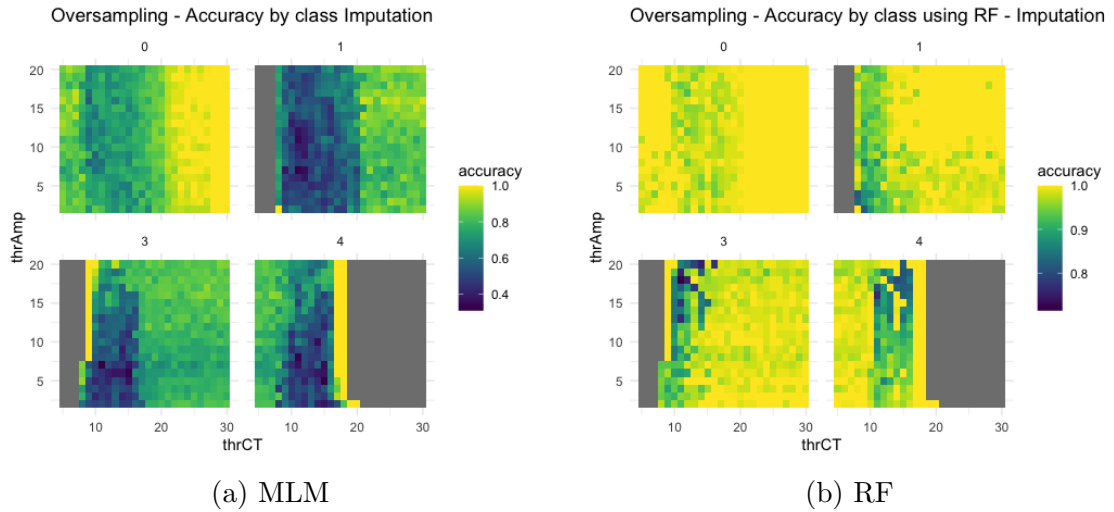 Oversampling - Accuracy by class Imputation
0 1
20
15
10
5
3 4
20
15
10
5
10 20 30 10 20 30
thrAmp
thrCT
accuracy
1.0
0.8
0.6
0.4
(a) MLM
Oversampling - Accuracy by class using RF - Imputation
0 1
20
15
10
5
3 4
20
15
10
5
10 20 30 10 20 30
thrAmp
thrCT
accuracy
1.0
0.9
0.8
(b) RF